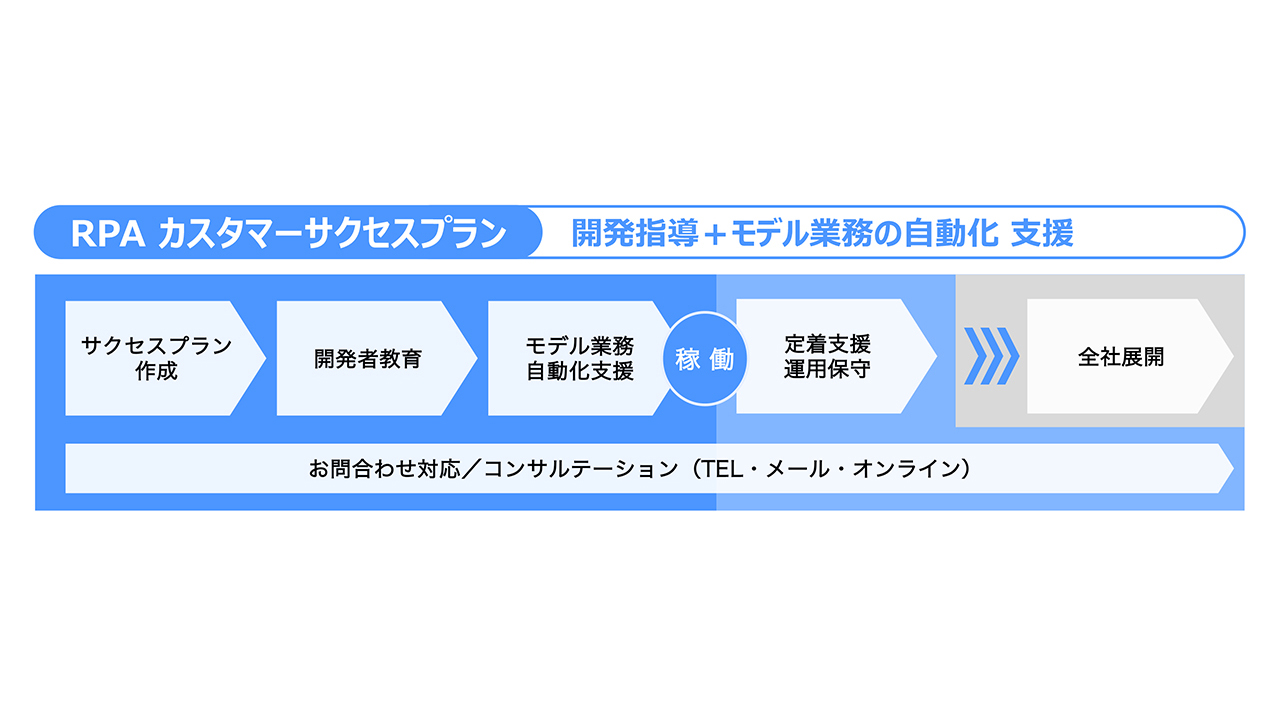 RPA カスタマーサクセスプラン
開発指導＋モデル業務の自動化 支援
サクセスプラン
作成
開発者教育
モデル業務
自動化支援
稼 働
定着支援
運用保守
全社展開
お問合わせ対応／コンサルテーション（TEL・メール・オンライン）